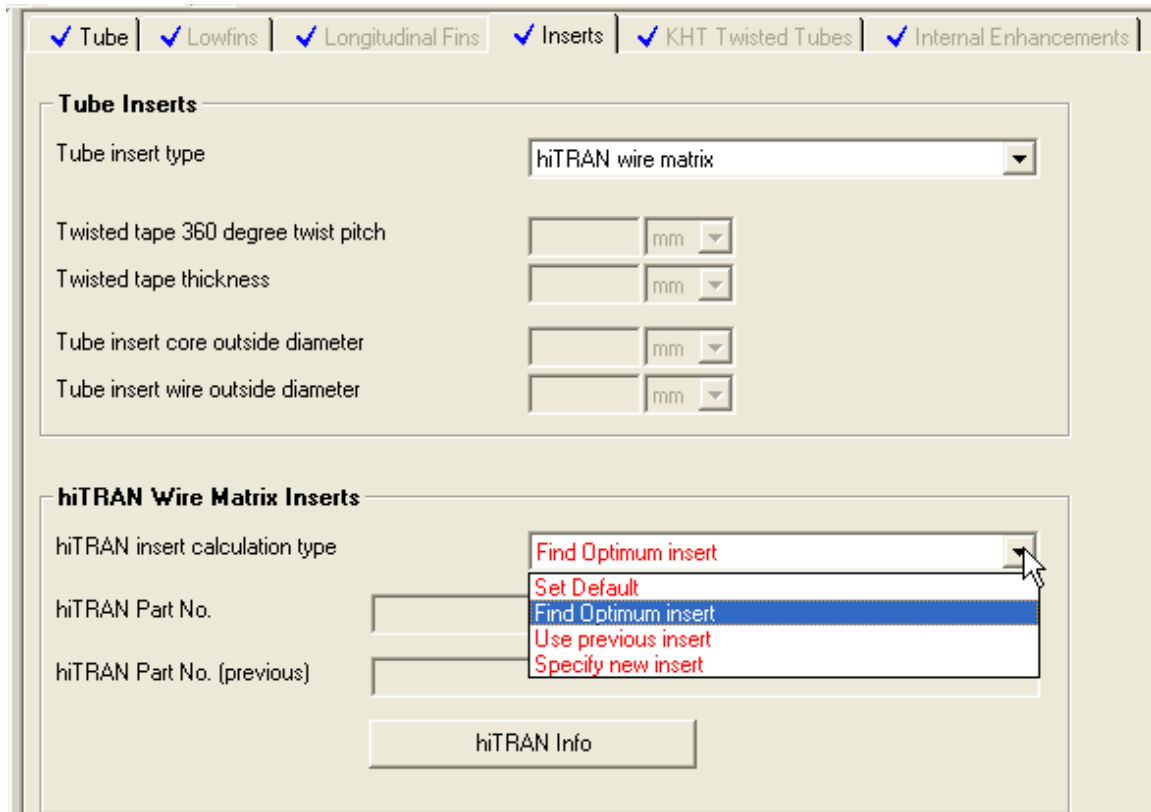 Tube Lowfins Longitudinal Fins Inserts KHT Twisted Tubes Internal Enhancements
Tube Inserts
Tube insert type hiTRAN wire matrix
Twisted tape 360 degree twist pitch mm
Twisted tape thickness mm
Tube insert core outside diameter mm
Tube insert wire outside diameter mm
hiTRAN Wire Matrix Inserts
hiTRAN insert calculation type Find Optimum insert
Set Default
hiTRAN Part No. Find Optimum insert
Use previous insert
hiTRAN Part No. (previous) Specify new insert
hiTRAN Info